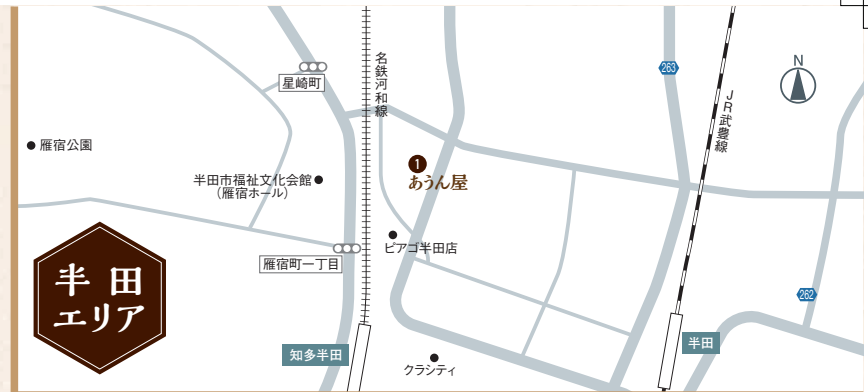 星崎町
名鉄河和線
263
N
JR武豊線
雁宿公園
1
あうん屋
半田市福祉文化会館
(雁宿ホール)
ピアゴ半田店
雁宿町一丁目
半田
エリア
262
知多半田
半田
クラシティ